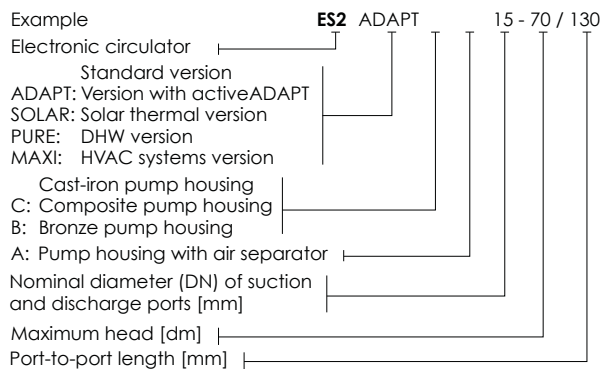 Example ES2 ADAPT 15 - 70 / 130
Electronic circulator
Standard version
ADAPT: Version with activeADAPT
SOLAR: Solar thermal version
PURE: DHW version
MAXI: HVAC systems version
Cast-iron pump housing
C: Composite pump housing
B: Bronze pump housing
A: Pump housing with air separator
Nominal diameter (DN) of suction
and discharge ports [mm]
Maximum head [dm]
Port-to-port length [mm]